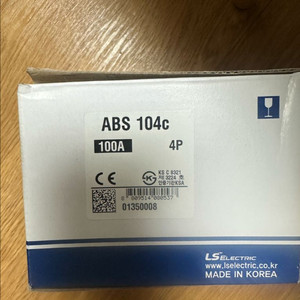 ABS 104c
100A 4P
CE
KS C 8321
01350008
LS ELECTRIC
www.lselectric.co.kr
MADE IN KOREA